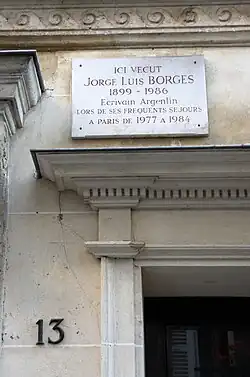 ICI VECUT
JORGE LUIS BORGES
1899 - 1986
Ecrivain Argentin
LORS DE SES FREQUENTS SEJOURS
A PARIS DE 1977 A 1984
13